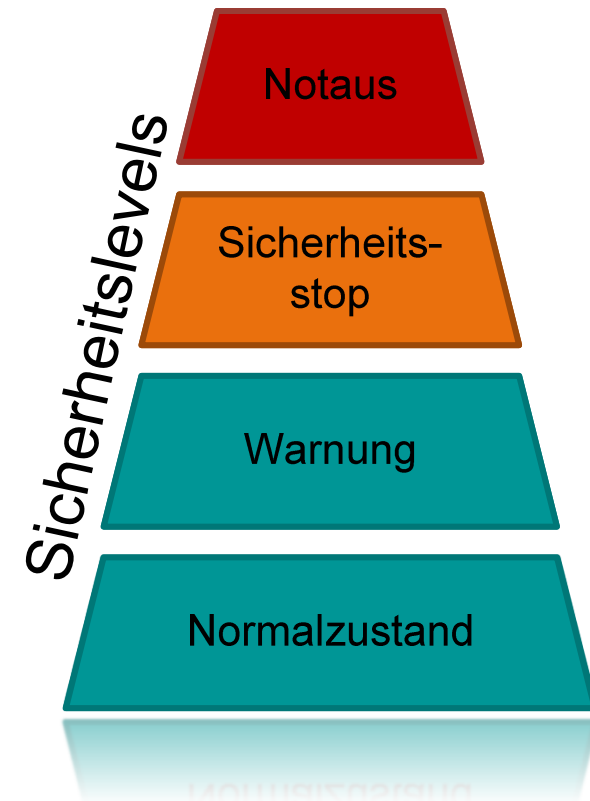 Sicherheitslevels
Notaus
Sicherheits-
stop
Warnung
Normalzustand